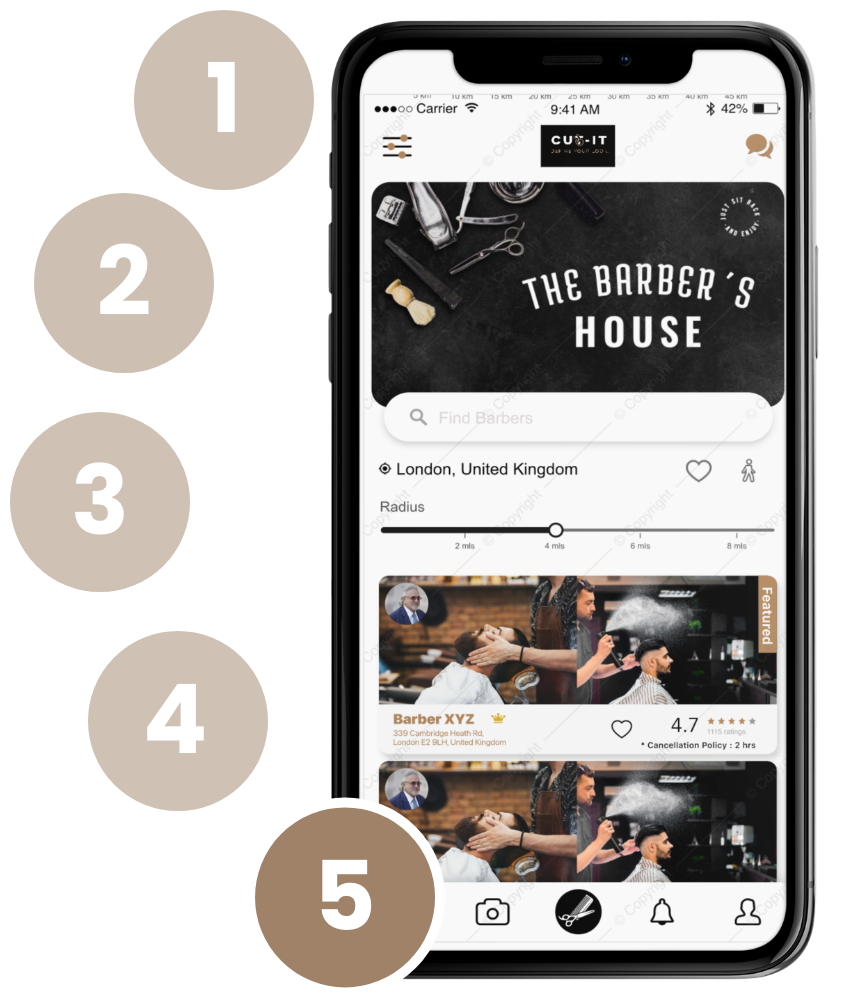 1
2
3
4
5
5 km 10 km 15 km 20 km 25 km 30 km 35 km 40 km 45 km
Carrier 9:41 AM 42%
CUT-IT
DEFINE YOUR LOOK
JUST SIT BACK
AND ENJOY
THE BARBER´S
HOUSE
Find Barbers
London, United Kingdom
Radius
2 mls 4 mls 6 mls 8 mls
Featured
Barber XYZ
339 Cambridge Heath Rd,
London E2 9LH, United Kingdom
4.7
1115 ratings
* Cancellation Policy : 2 hrs
© Copyright